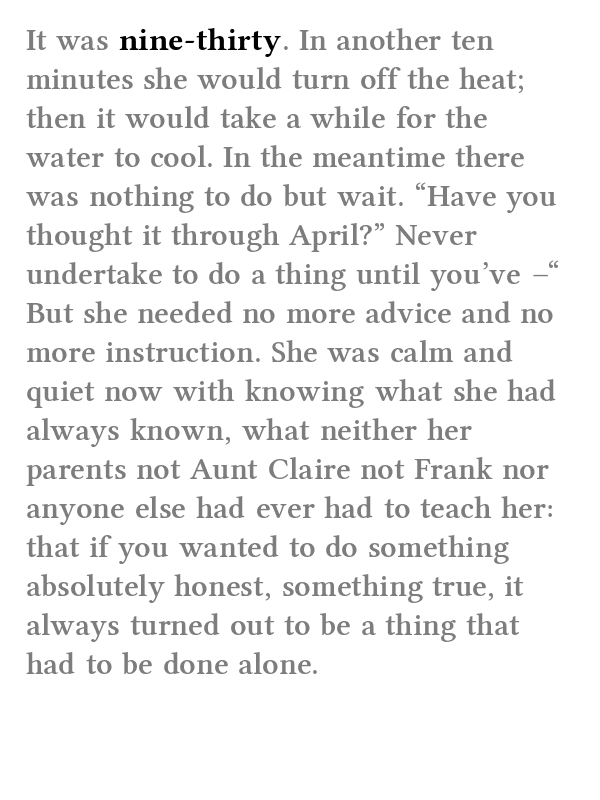 It was nine-thirty. In another ten
minutes she would turn off the heat;
then it would take a while for the
water to cool. In the meantime there
was nothing to do but wait. “Have you
thought it through April?” Never
undertake to do a thing until you’ve –“
But she needed no more advice and no
more instruction. She was calm and
quiet now with knowing what she had
always known, what neither her
parents not Aunt Claire not Frank nor
anyone else had ever had to teach her:
that if you wanted to do something
absolutely honest, something true, it
always turned out to be a thing that
had to be done alone.